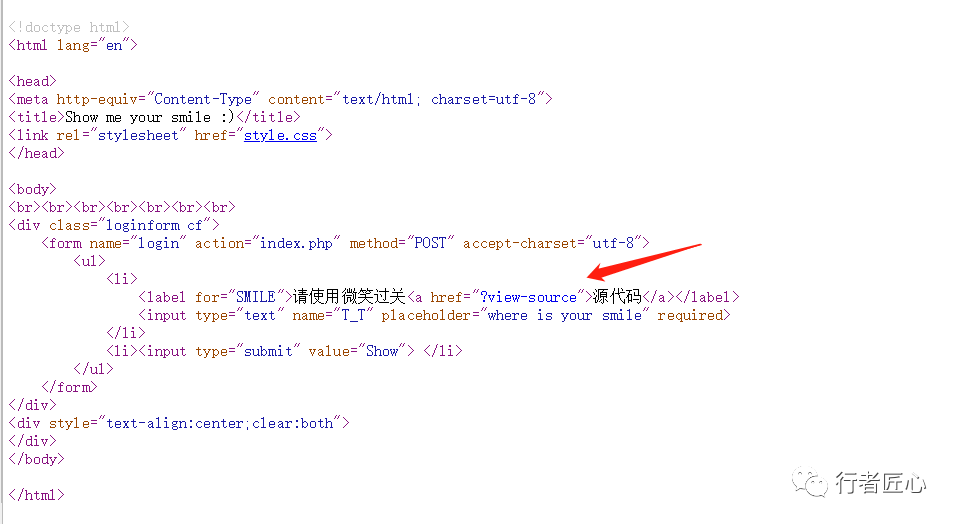 <!doctype html>
<html lang="en">
<head>
<meta http-equiv="Content-Type" content="text/html; charset=utf-8">
<title>Show me your smile :)</title>
<link rel="stylesheet" href="style.css">
</head>
<body>
<br><br><br><br><br><br><br>
<div class="loginform cf">
<form name="login" action="index.php" method="POST" accept-charset="utf-8">
<ul>
<li>
<label for="SMILE">请使用微笑过关<a href="?view-source">源代码</a></label>
<input type="text" name="T_T" placeholder="where is your smile" required>
</li>
<li><input type="submit" value="Show"> </li>
</ul>
</form>
</div>
<div style="text-align:center;clear:both">
</div>
</body>
</html>
行者匠心